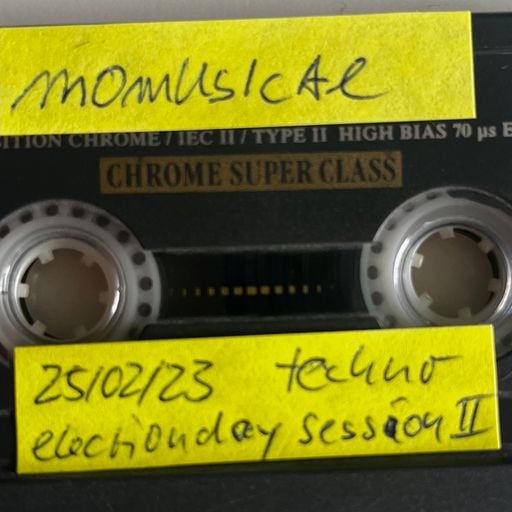 momusicAl
SITION CHROME / IEC II / TYPE II HIGH BIAS 70 µs E
CHROME SUPER CLASS
25/02/23 techno
electionday session II